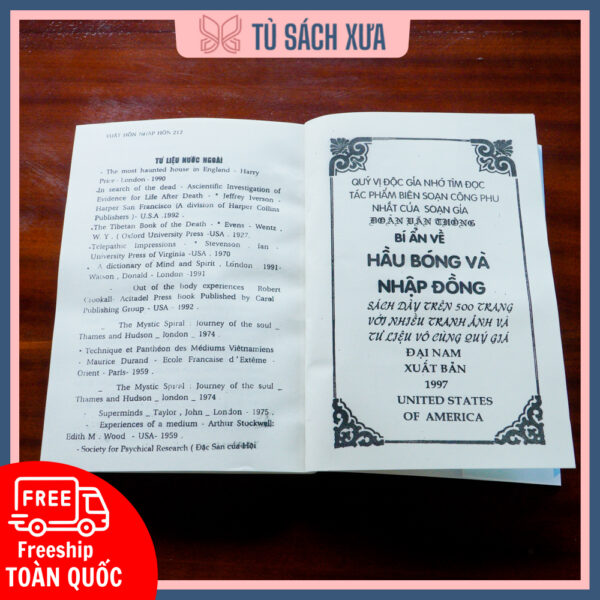 TỦ SÁCH XƯA
XUẤT HỒN NHẬP HỒN 212
TƯ LIỆU NƯỚC NGOÀI
- The most haunted house in England - Harry
Price- London- 1990
-In search of the dead - Ascientific Investigation of
Evidence for Life After Death - * Jeffrey Iverson -
Harper San Francisco (A division of Harper Collins
Publishers )- U.S.A .1992 .
-The Tibetan Book of the Death - * Evens - Wentz .
W. Y , ( Oxford University Press -USA . 1927.
-Telepathic Impressions - * Stevenson . Ian -
University Press of Virginia -USA . 1970
- A dictionary of Mind and Spirit , London 1991-
Watson , Donald - London -1991
- Out of the body experiences Robert
Crookall- Acitadel Press Book Published by Carol
Publishing Group - USA - 1992 .
- The Mystic Spiral : Journey of the soul _
Thames and Hudson _ london _ 1974 .
- Technique et Panthéon des Médiums Viêtnamiens
- Maurice Durand - Ecole Francaise d'Extême -
Orient - Paris- 1959 .
_ The Mystic Spiral : Journey of the soul _
Thames and Hudson _ london _ 1974
- Superminds _ Taylor , John _ London - 1975 .
- Experiences of a medium - Arthur Stockwell:
Edith M . Wood - USA- 1959 .
- Society for Psychical Research ( Đặc San của Hội
QUÝ VỊ ĐỘC GỈA NHỚ TÌM ĐỌC
TÁC PHẨM BIÊN SOẠN CÔNG PHU
NHẤT CỦA SOẠN GỈA
ĐOÀN VĂN THÔNG
BÍ ẨN VỀ
HẦU BÓNG VÀ
NHẬP ĐỒNG
SÁCH DÀY TRÊN 500 TRANG
VỚI NHIỀU TRANH ẢNH VÀ
TƯ LIỆU VÔ CÙNG QUÝ GIÁ
ĐẠI NAM
XUẤT BẢN
1997
UNITED STATES
OF AMERICA
FREE
Freeship
TOÀN QUỐC